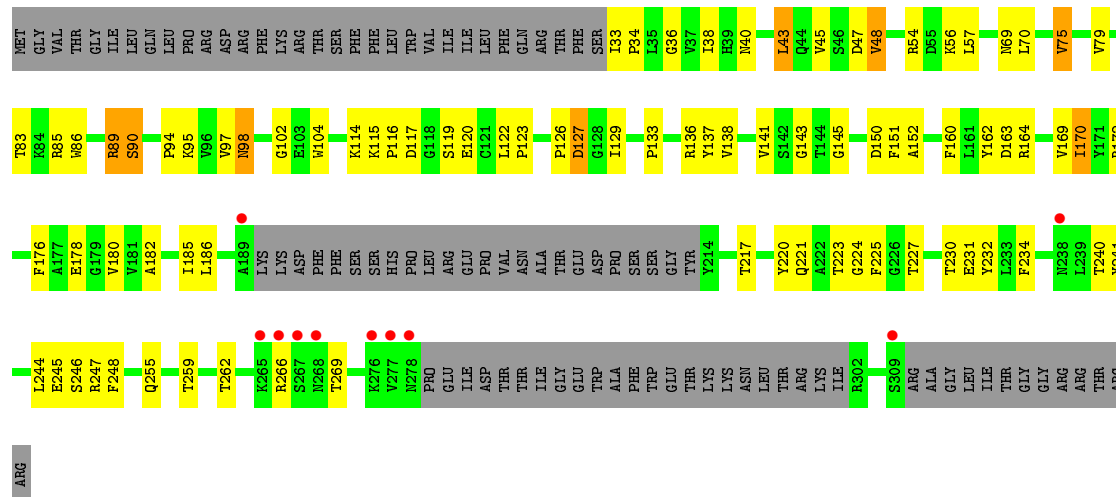 MET GLY VAL THR GLY ILE LEU GLN LEU PRO ARG ASP ARG PHE LYS ARG THR SER PHE PHE LEU TRP VAL ILE ILE LEU PHE GLN ARG THR PHE SER I33 P34 L35 G36 V37 I38 H39 N40 L43 Q44 V45 S46 D47 V48 R54 D55 K56 L57 N69 L70 V75 V79
T83 K84 R85 W86 R89 S90 P94 K95 V96 V97 N98 G102 E103 W104 K114 K115 P116 D117 G118 S119 E120 C121 L122 P123 P126 D127 G128 I129 P133 R136 Y137 V138 V141 S142 G143 T144 G145 D150 F151 A152 F160 L161 Y162 D163 R164 V169 I170 Y171
F176 A177 E178 G179 V180 V181 A182 I185 L186 A189 LYS LYS ASP PHE PHE SER SER HIS PRO LEU ARG GLU PRO VAL ASN ALA THR GLU ASP PRO SER SER GLY TYR Y214 T217 Y220 Q221 A222 T223 G224 F225 G226 T227 T230 E231 Y232 L233 F234 N238 L239 T240
L244 E245 S246 R247 F248 Q255 T259 T262 K265 R266 S267 N268 T269 K276 V277 N278 PRO GLU ILE ASP THR THR ILE GLY GLU TRP ALA PHE TRP GLU THR LYS LYS ASN LEU THR ARG LYS ILE R302 S309 ARG ALA GLY LEU ILE THR GLY GLY ARG ARG THR
ARG